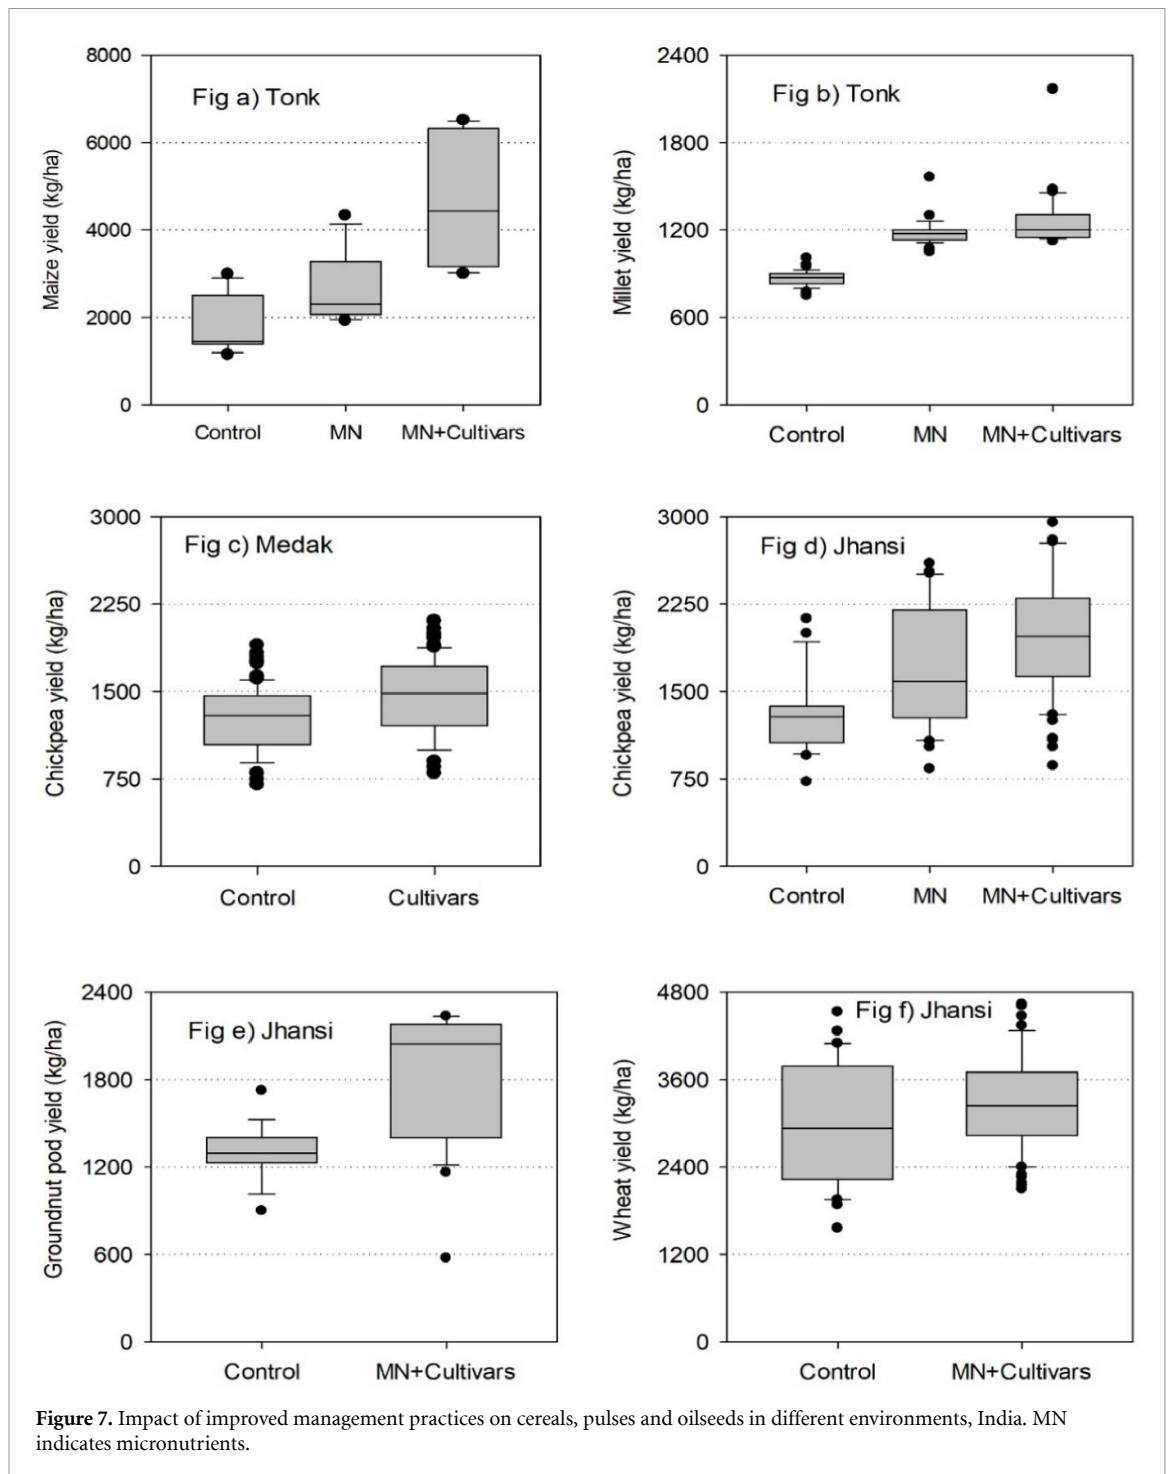 Fig a) Tonk
Maize yield (kg/ha)
8000
6000
4000
2000
0
Control MN MN+Cultivars
Fig b) Tonk
Millet yield (kg/ha)
2400
1800
1200
600
0
Control MN MN+Cultivars
Fig c) Medak
Chickpea yield (kg/ha)
3000
2250
1500
750
0
Control Cultivars
Fig d) Jhansi
Chickpea yield (kg/ha)
3000
2250
1500
750
0
Control MN MN+Cultivars
Fig e) Jhansi
Groundnut pod yield (kg/ha)
2400
1800
1200
600
0
Control MN+Cultivars
Fig f) Jhansi
Wheat yield (kg/ha)
4800
3600
2400
1200
0
Control MN+Cultivars
Figure 7. Impact of improved management practices on cereals, pulses and oilseeds in different environments, India. MN
indicates micronutrients.